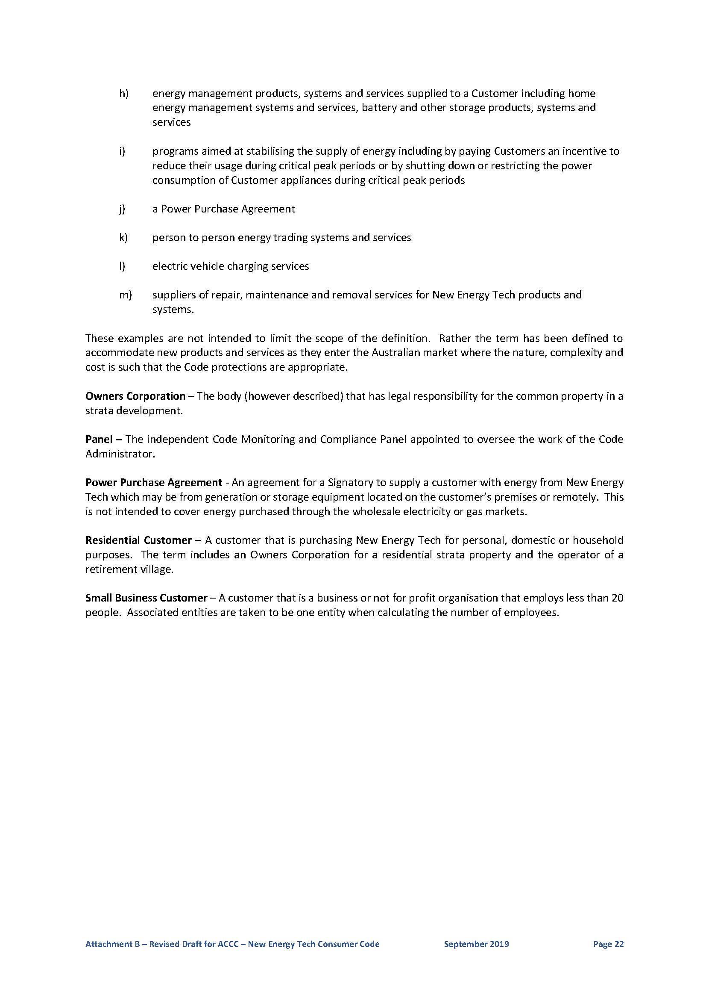 h) energy management products, systems and services supplied to a Customer including home
energy management systems and services, battery and other storage products, systems and
services
i) programs aimed at stabilising the supply of energy including by paying Customers an incentive to
reduce their usage during critical peak periods or by shutting down or restricting the power
consumption of Customer appliances during critical peak periods
j) a Power Purchase Agreement
k) person to person energy trading systems and services
l) electric vehicle charging services
m) suppliers of repair, maintenance and removal services for New Energy Tech products and
systems.
These examples are not intended to limit the scope of the definition. Rather the term has been defined to
accommodate new products and services as they enter the Australian market where the nature, complexity and
cost is such that the Code protections are appropriate.
Owners Corporation – The body (however described) that has legal responsibility for the common property in a
strata development.
Panel – The independent Code Monitoring and Compliance Panel appointed to oversee the work of the Code
Administrator.
Power Purchase Agreement - An agreement for a Signatory to supply a customer with energy from New Energy
Tech which may be from generation or storage equipment located on the customer’s premises or remotely. This
is not intended to cover energy purchased through the wholesale electricity or gas markets.
Residential Customer – A customer that is purchasing New Energy Tech for personal, domestic or household
purposes. The term includes an Owners Corporation for a residential strata property and the operator of a
retirement village.
Small Business Customer – A customer that is a business or not for profit organisation that employs less than 20
people. Associated entities are taken to be one entity when calculating the number of employees.
Attachment B – Revised Draft for ACCC – New Energy Tech Consumer Code September 2019 Page 22